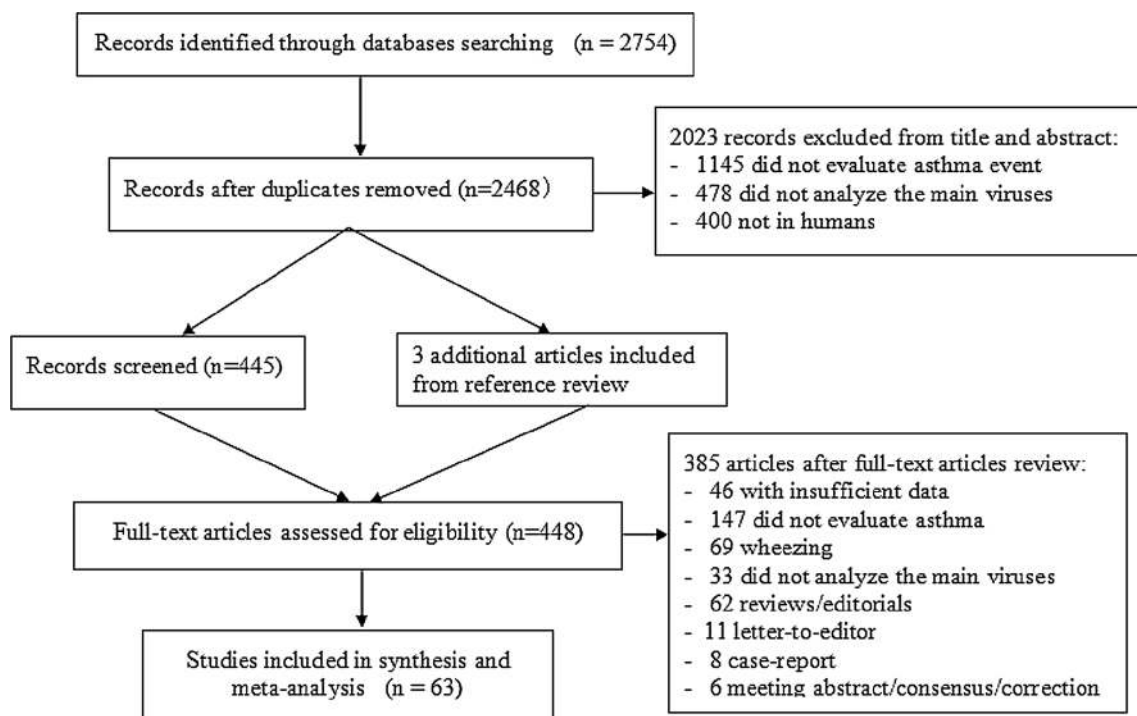 Records identified through databases searching (n = 2754)
2023 records excluded from title and abstract:
- 1145 did not evaluate asthma event
- 478 did not analyze the main viruses
- 400 not in humans
Records after duplicates removed (n=2468)
Records screened (n=445)
3 additional articles included
from reference review
385 articles after full-text articles review:
- 46 with insufficient data
- 147 did not evaluate asthma
- 69 wheezing
- 33 did not analyze the main viruses
- 62 reviews/editorials
- 11 letter-to-editor
- 8 case-report
- 6 meeting abstract/consensus/correction
Full-text articles assessed for eligibility (n=448)
Studies included in synthesis and
meta-analysis (n = 63)